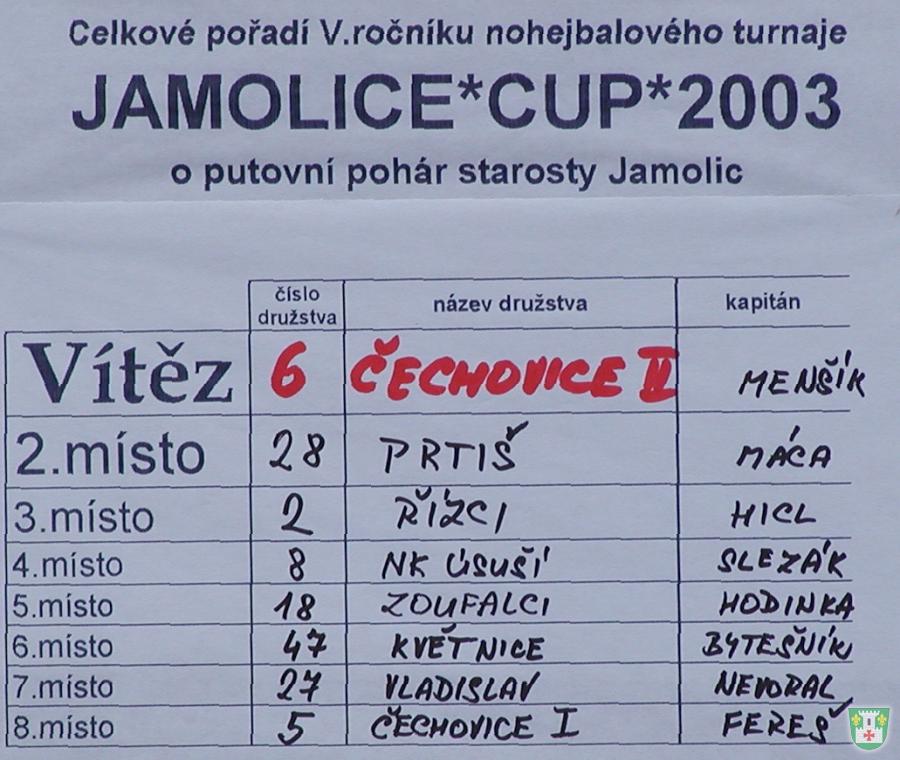 Celkové pořadí V.ročníku nohejbalového turnaje
JAMOLICE*CUP*2003
o putovní pohár starosty Jamolic
číslo družstva název družstva kapitán
Vítěz 6 ČECHOVICE II MENŠÍK
2.místo 28 PRTIŠ MÁCA
3.místo 2 ŘÍZCI HICL
4.místo 8 NK ÚSUŠÍ SLEZÁK
5.místo 18 ZOUFALCI HODINKA
6.místo 47 KVĚTNICE BYTEŠNÍK
7.místo 27 VLADISLAV NEVORAL
8.místo 5 ČECHOVICE I FEREŠ